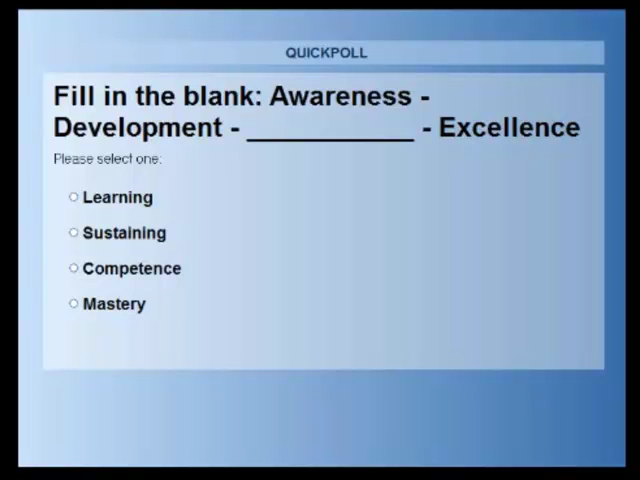 QUICKPOLL
Fill in the blank: Awareness -
Development - ___________ - Excellence
Please select one:
Learning
Sustaining
Competence
Mastery